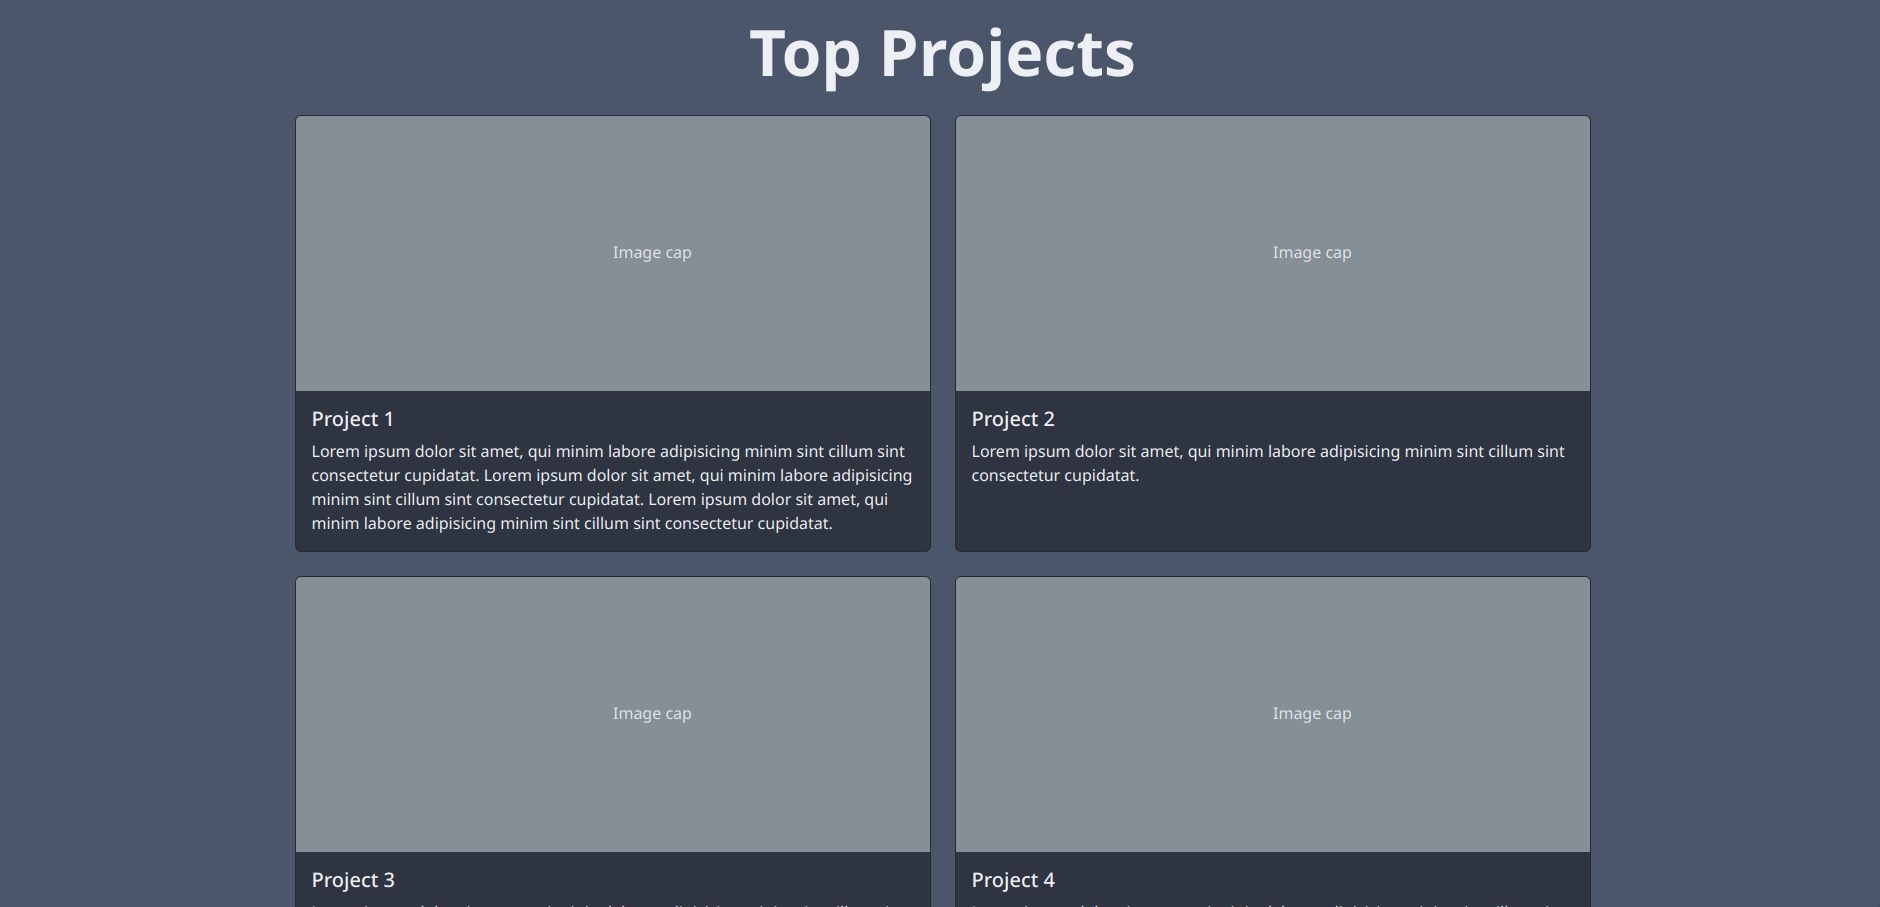 Top Projects
Image cap
Image cap
Project 1
Lorem ipsum dolor sit amet, qui minim labore adipisicing minim sint cillum sint
consectetur cupidatat. Lorem ipsum dolor sit amet, qui minim labore adipisicing
minim sint cillum sint consectetur cupidatat. Lorem ipsum dolor sit amet, qui
minim labore adipisicing minim sint cillum sint consectetur cupidatat.
Project 2
Lorem ipsum dolor sit amet, qui minim labore adipisicing minim sint cillum sint
consectetur cupidatat.
Image cap
Image cap
Project 3
Project 4